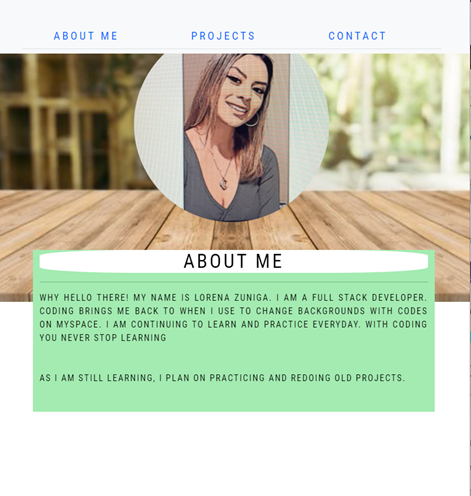 ABOUT ME PROJECTS CONTACT
ABOUT ME
WHY HELLO THERE! MY NAME IS LORENA ZUNIGA. I AM A FULL STACK DEVELOPER.
CODING BRINGS ME BACK TO WHEN I USE TO CHANGE BACKGROUNDS WITH CODES
ON MYSPACE. I AM CONTINUING TO LEARN AND PRACTICE EVERYDAY. WITH CODING
YOU NEVER STOP LEARNING
AS I AM STILL LEARNING, I PLAN ON PRACTICING AND REDOING OLD PROJECTS.